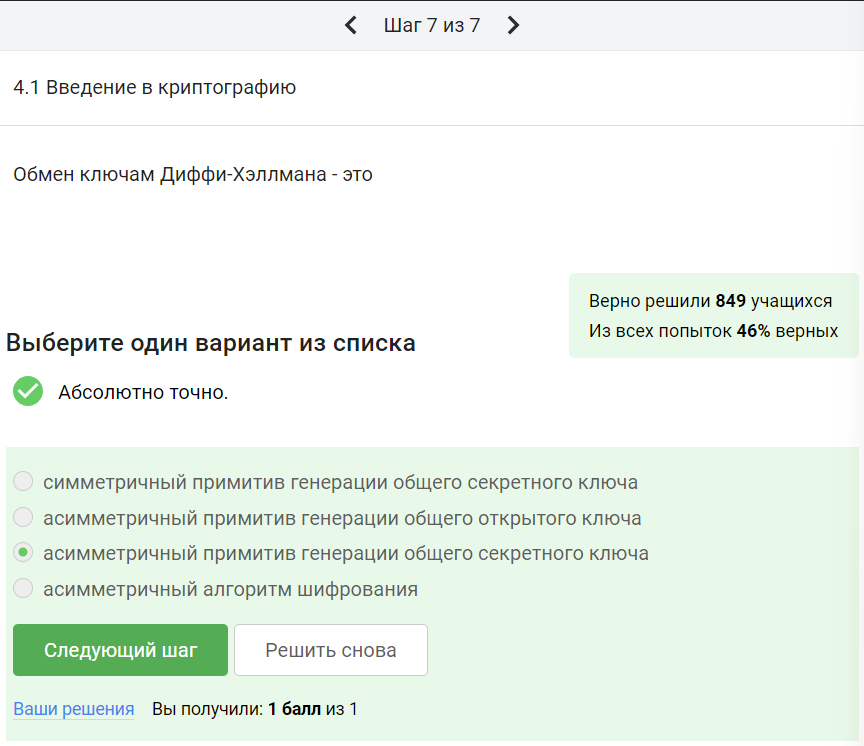 Шаг 7 из 7
4.1 Введение в криптографию
Обмен ключам Диффи-Хэллмана - это
Верно решили 849 учащихся
Из всех попыток 46% верных
Выберите один вариант из списка
Абсолютно точно.
симметричный примитив генерации общего секретного ключа
асимметричный примитив генерации общего открытого ключа
асимметричный примитив генерации общего секретного ключа
асимметричный алгоритм шифрования
Следующий шаг Решить снова
Ваши решения Вы получили: 1 балл из 1